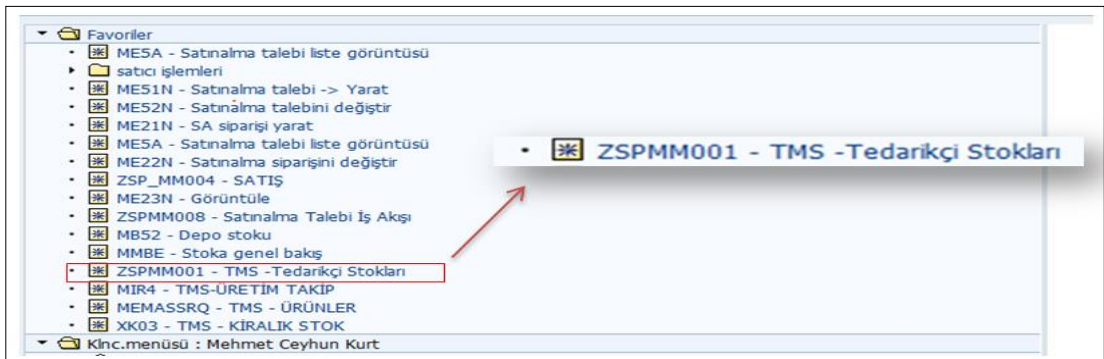 Favoriler
ME5A - Satınalma talebi liste görüntüsü
satıcı işlemleri
ME51N - Satınalma talebi -> Yarat
ME52N - Satınalma talebini değiştir
ME21N - SA siparişi yarat
ME5A - Satınalma talebi liste görüntüsü
ME22N - Satınalma siparişini değiştir
ZSP_MM004 - SATIŞ
ME23N - Görüntüle
ZSPMM008 - Satınalma Talebi İş Akışı
MB52 - Depo stoku
MMBE - Stoka genel bakış
ZSPMM001 - TMS -Tedarikçi Stokları
MIR4 - TMS-ÜRETİM TAKİP
MEMASSRQ - TMS - ÜRÜNLER
XK03 - TMS - KİRALIK STOK
Klnc.menüsü : Mehmet Ceyhun Kurt
ZSPMM001 - TMS -Tedarikçi Stokları